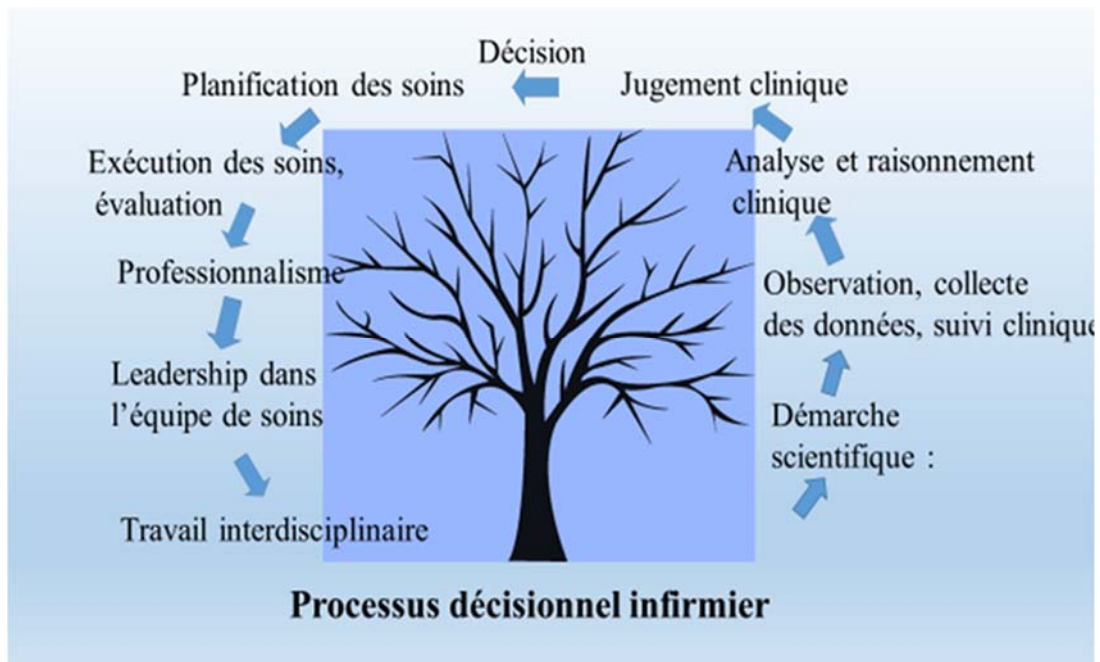 Décision
Planification des soins
Jugement clinique
Exécution des soins,
évaluation
Analyse et raisonnement
clinique
Professionnalisme
Observation, collecte
des données, suivi clinique
Leadership dans
l’équipe de soins
Démarche
scientifique :
Travail interdisciplinaire
Processus décisionnel infirmier